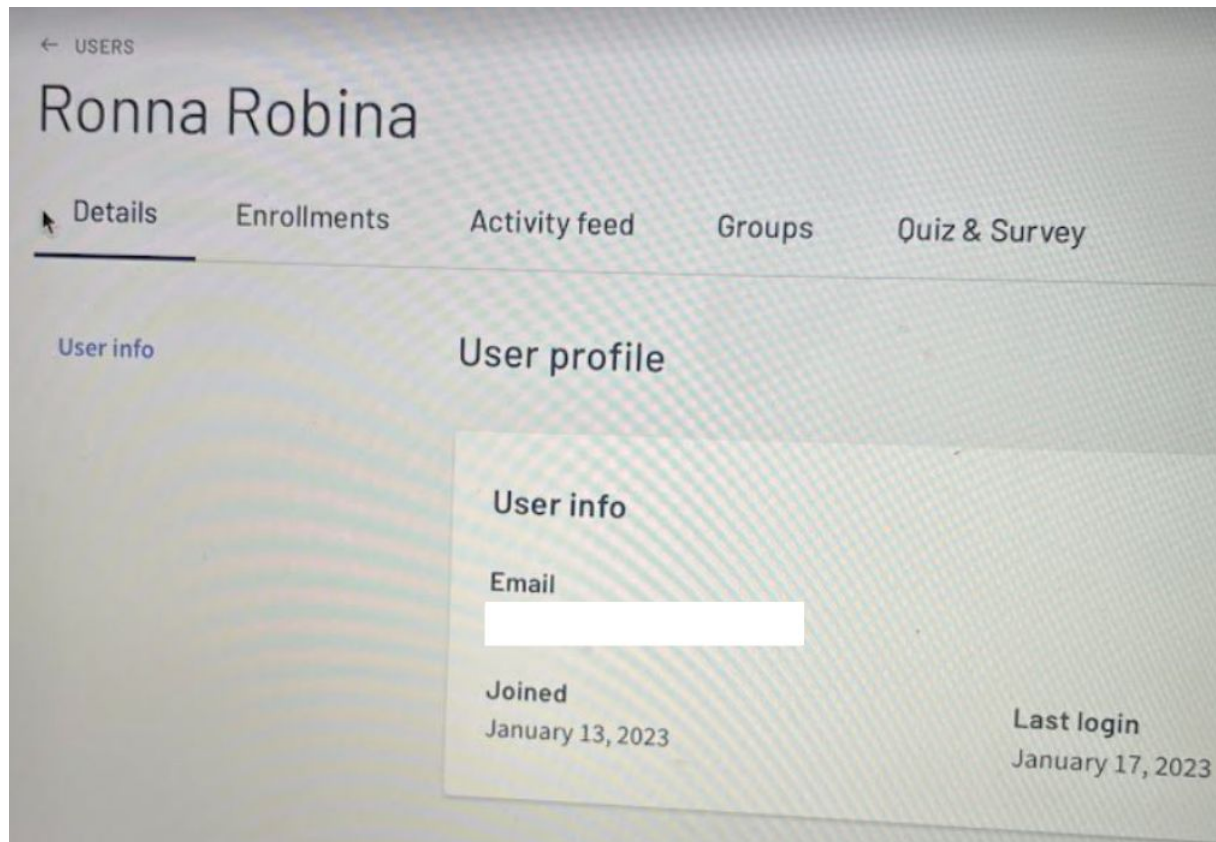 ← USERS
Ronna Robina
Details Enrollments Activity feed Groups Quiz & Survey
User info
User profile
User info
Email
Joined
January 13, 2023
Last login
January 17, 2023